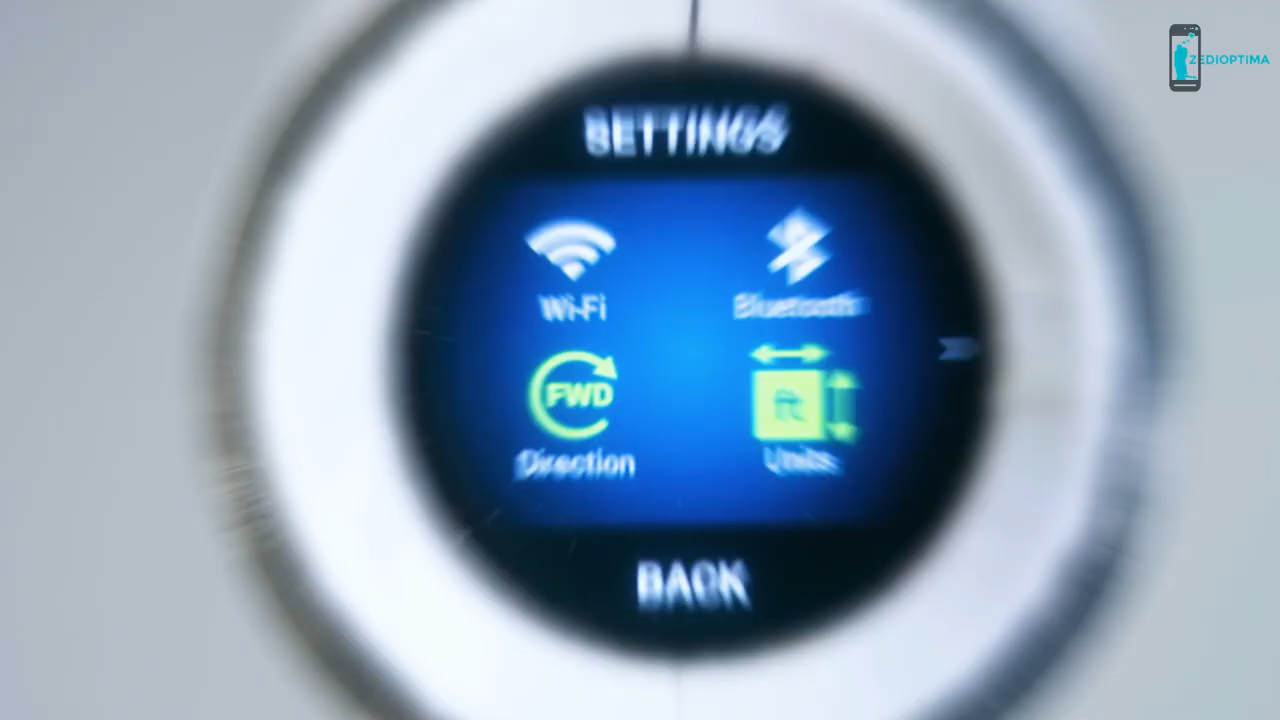 ZEDIOPTIMA
SETTINGS
Wi-Fi
Bluetooth
FWD
ft
Direction
Units
BACK